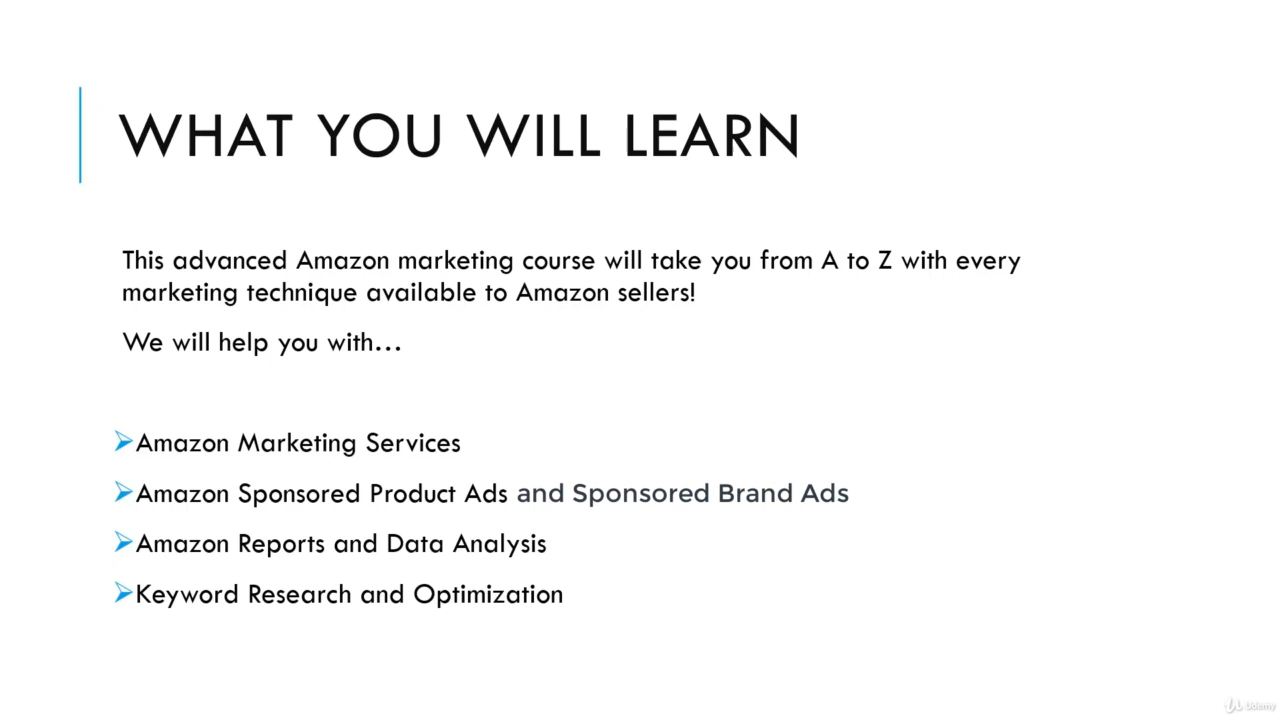 WHAT YOU WILL LEARN
This advanced Amazon marketing course will take you from A to Z with every
marketing technique available to Amazon sellers!
We will help you with…
Amazon Marketing Services
Amazon Sponsored Product Ads and Sponsored Brand Ads
Amazon Reports and Data Analysis
Keyword Research and Optimization
Udemy